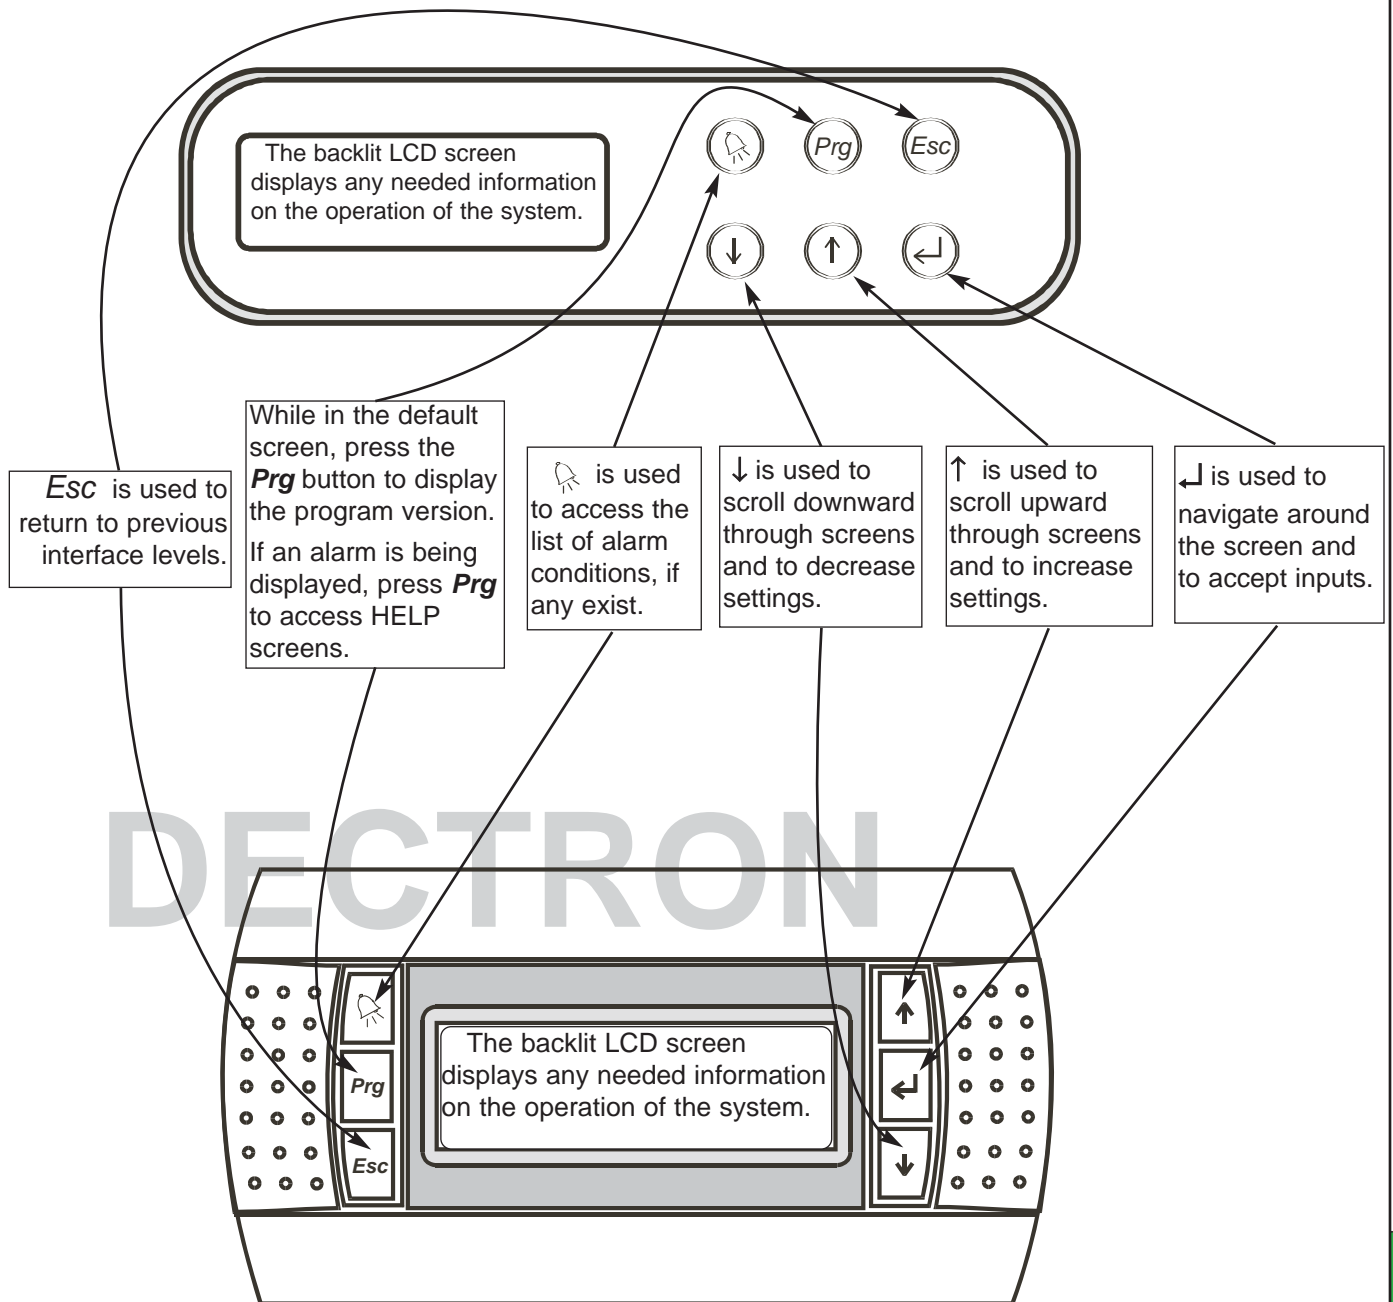 The backlit LCD screen
displays any needed information
on the operation of the system.
Prg
Esc
↓
↑
↵
Esc is used to
return to previous
interface levels.
While in the default
screen, press the
Prg button to display
the program version.
If an alarm is being
displayed, press Prg
to access HELP
screens.
is used
to access the
list of alarm
conditions, if
any exist.
↓ is used to
scroll downward
through screens
and to decrease
settings.
↑ is used to
scroll upward
through screens
and to increase
settings.
↵ is used to
navigate around
the screen and
to accept inputs.
DECTRON
Prg
Esc
The backlit LCD screen
displays any needed information
on the operation of the system.
↑
↵
↓